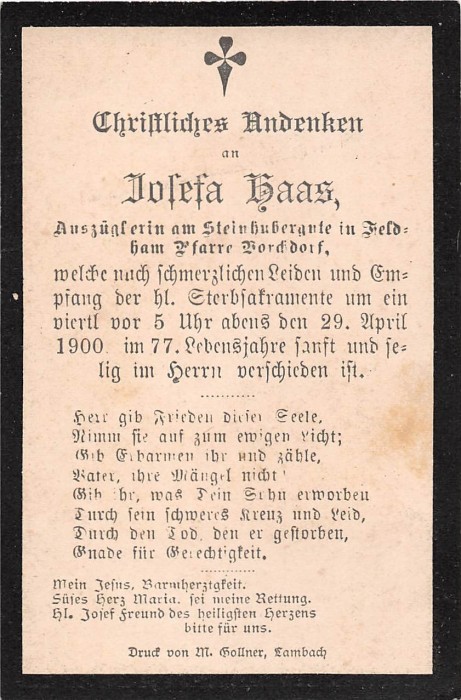 Christliches Andenken
an
Josefa Haas,
Auszüglerin am Steinhubergute in Feld-
ham Pfarre Vorchdorf,
welche nach schmerzlichen Leiden und Em-
pfang der hl. Sterbsakramente um ein
viertl vor 5 Uhr abens den 29. April
1900 im 77. Lebensjahre sanft und se-
lig im Herrn verschieden ist.
Herr gib Frieden dieser Seele,
Nimm sie auf zum ewigen Licht;
Gib Erbarmen ihr und zähle,
Vater, ihre Mängel nicht!
Gib ihr, was Dein Sohn erworben
Durch sein schweres Kreuz und Leid,
Durch den Tod, den er gestorben,
Gnade für Gerechtigkeit.
Mein Jesus, Barmherztgkeit.
Süses Herz Maria, sei meine Rettung.
Hl. Josef Freund des heiligsten Herzens
bitte für uns.
Druck von M. Gollner, Lambach